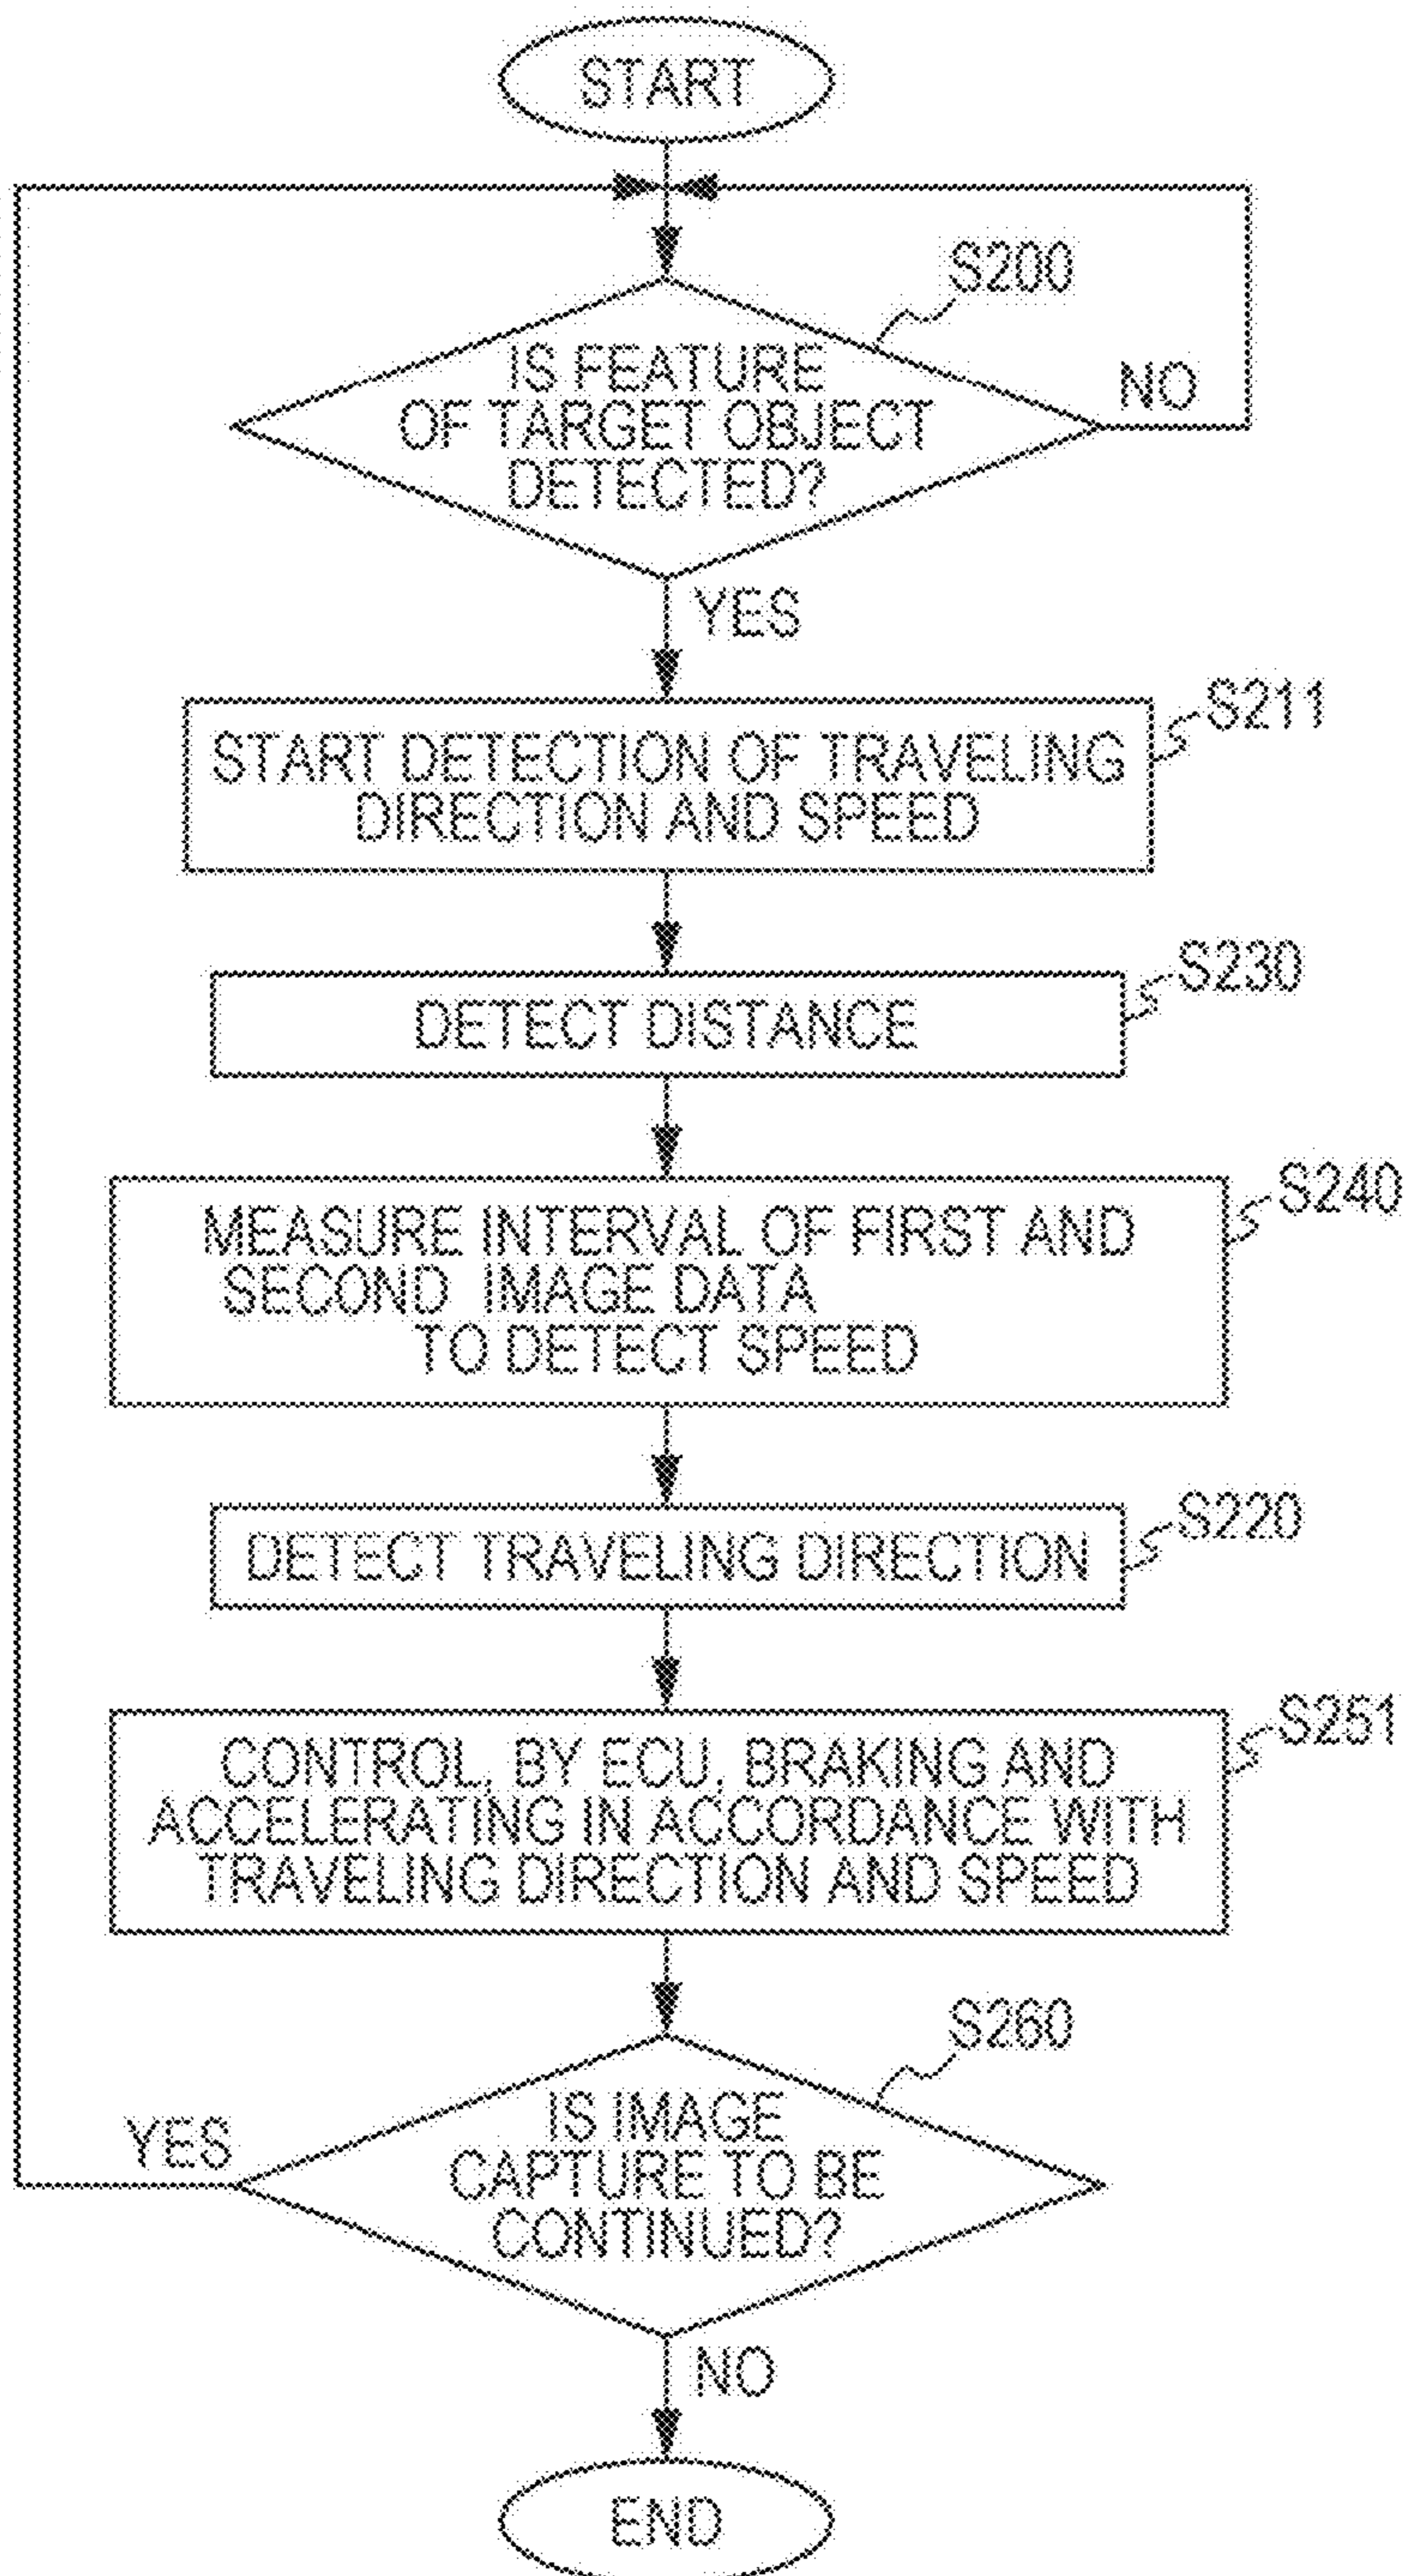 START
S200
IS FEATURE
OF TARGET OBJECT
DETECTED?
NO
YES
S211
START DETECTION OF TRAVELING
DIRECTION AND SPEED
S230
DETECT DISTANCE
S240
MEASURE INTERVAL OF FIRST AND
SECOND IMAGE DATA
TO DETECT SPEED
S220
DETECT TRAVELING DIRECTION
S251
CONTROL, BY ECU, BRAKING AND
ACCELERATING IN ACCORDANCE WITH
TRAVELING DIRECTION AND SPEED
S260
IS IMAGE
CAPTURE TO BE
CONTINUED?
YES
NO
END